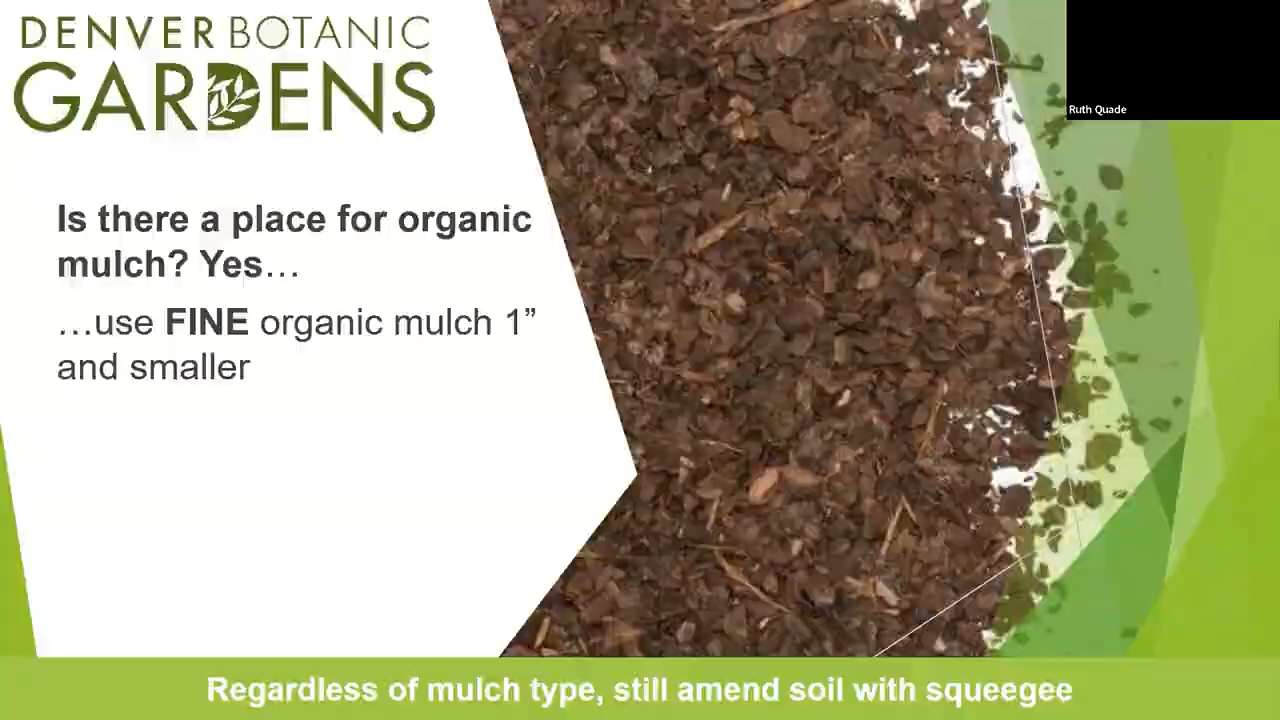 DENVER BOTANIC
GARDENS
Ruth Quade
Is there a place for organic
mulch? Yes…
…use FINE organic mulch 1”
and smaller
Regardless of mulch type, still amend soil with squeegee